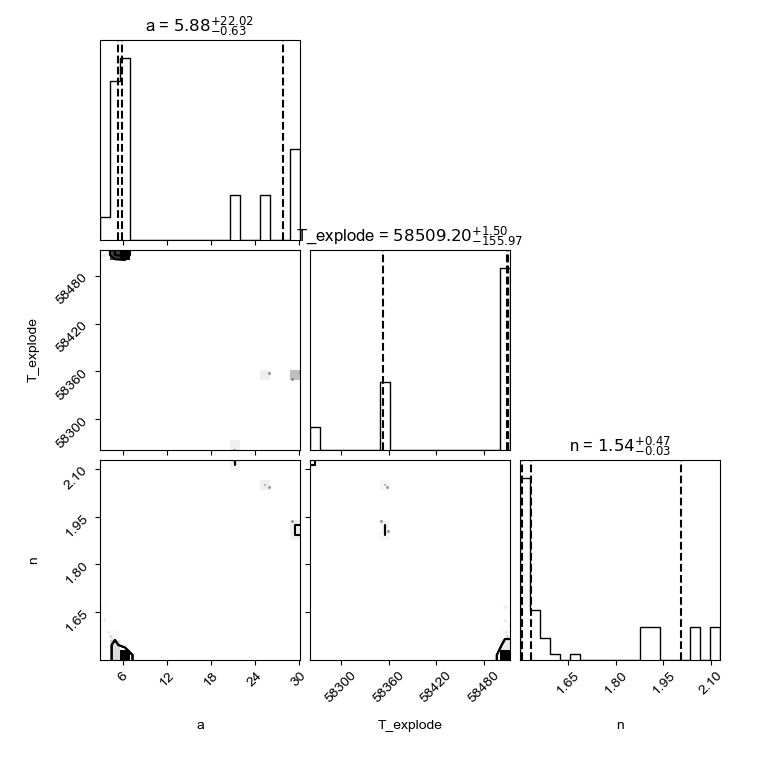 a = 5.88+22.02−0.63
T_explode = 58509.20+1.50−155.97
58480
58420
58360
58300
T_explode
n = 1.54+0.47−0.03
2.10
1.95
1.80
1.65
n
6 12 18 24 30
58300 58360 58420 58480
1.65 1.80 1.95 2.10
a T_explode n